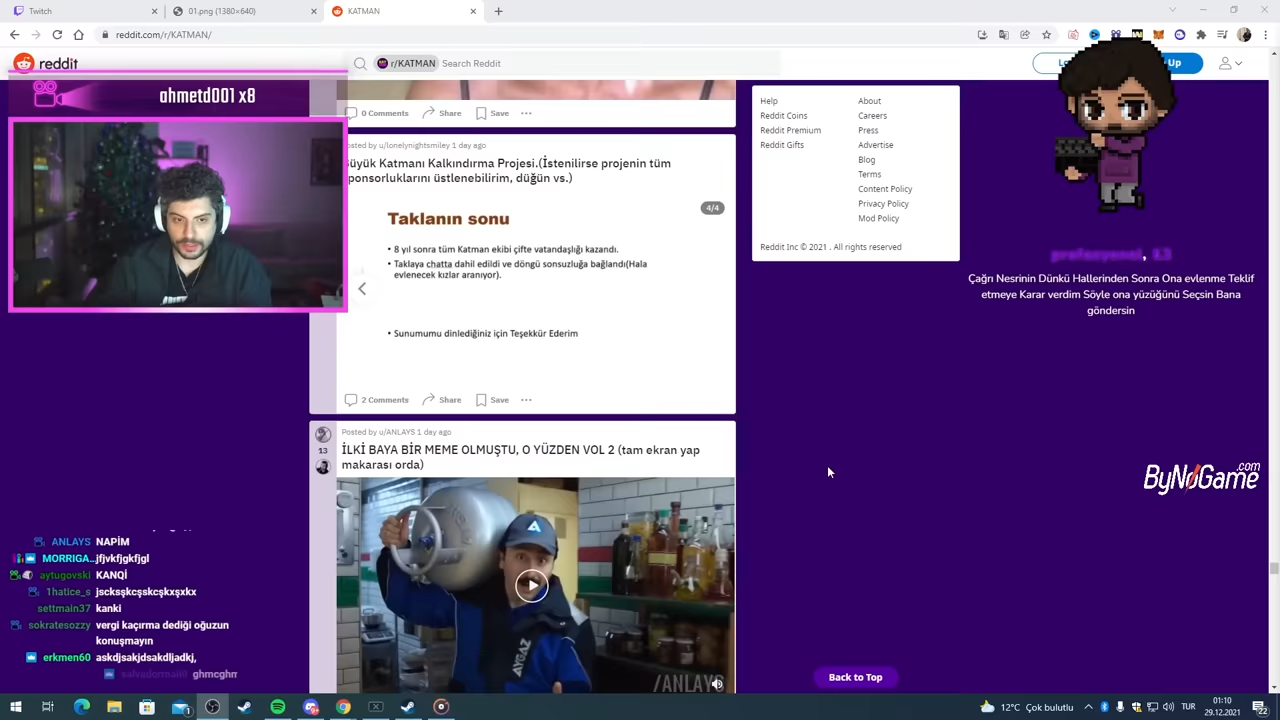 Twitch
01.png (1380×640)
KATMAN
reddit.com/r/KATMAN/
reddit
r/KATMAN
Search Reddit
Up
ahmetd001 x8
0 Comments
Share
Save
Posted by u/lonelynightsmiley 1 day ago
Büyük Katmanı Kalkındırma Projesi.(İstenilirse projenin tüm
sponsorluklarını üstlenebilirim, düğün vs.)
4/4
Taklanın sonu
• 8 yıl sonra tüm Katman ekibi çifte vatandaşlığı kazandı.
• Taklaya chatta dahil edildi ve döngü sonsuzluğa bağlandı(Hala
evlenecek kızlar aranıyor).
• Sunumumu dinlediğiniz için Teşekkür Ederim
2 Comments
Share
Save
Posted by u/ANLAYS 1 day ago
13
İLKİ BAYA BİR MEME OLMUŞTU, O YÜZDEN VOL 2 (tam ekran yap
makarası orda)
ANGAZ
/ANLAYS
Help
Reddit Coins
Reddit Premium
Reddit Gifts
About
Careers
Press
Advertise
Blog
Terms
Content Policy
Privacy Policy
Mod Policy
Reddit Inc © 2021 . All rights reserved
Çağrı Nesrinin Dünkü Hallerinden Sonra Ona evlenme Teklif
etmeye Karar verdim Söyle ona yüzüğünü Seçsin Bana
göndersin
ByNoGame
.com
ANLAYS NAPİM
MORRIGA... jfjvkfjgkfjgl
aytugovski KANQİ
1hatice_s jscksşkcşskcşkxşxkx
settmain37 kanki
sokratesozzy vergi kaçırma dediği oğuzun
konuşmayın
erkmen60 askdjsakjdsakdljadkj,
ghmcghm
Back to Top
12°C Çok bulutlu
TUR
01:10
29.12.2021
22